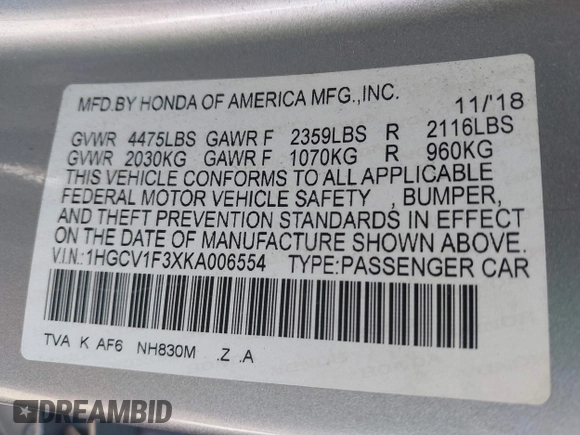 MFD.BY HONDA OF AMERICA MFG.,INC. 11/'18
GVWR 4475LBS GAWR F 2359LBS R 2116LBS
GVWR 2030KG GAWR F 1070KG R 960KG
THIS VEHICLE CONFORMS TO ALL APPLICABLE
FEDERAL MOTOR VEHICLE SAFETY , BUMPER,
AND THEFT PREVENTION STANDARDS IN EFFECT
ON THE DATE OF MANUFACTURE SHOWN ABOVE.
V.I.N.:1HGCV1F3XKA006554 TYPE:PASSENGER CAR
TVA K AF6 NH830M .Z .A
DREAMBID